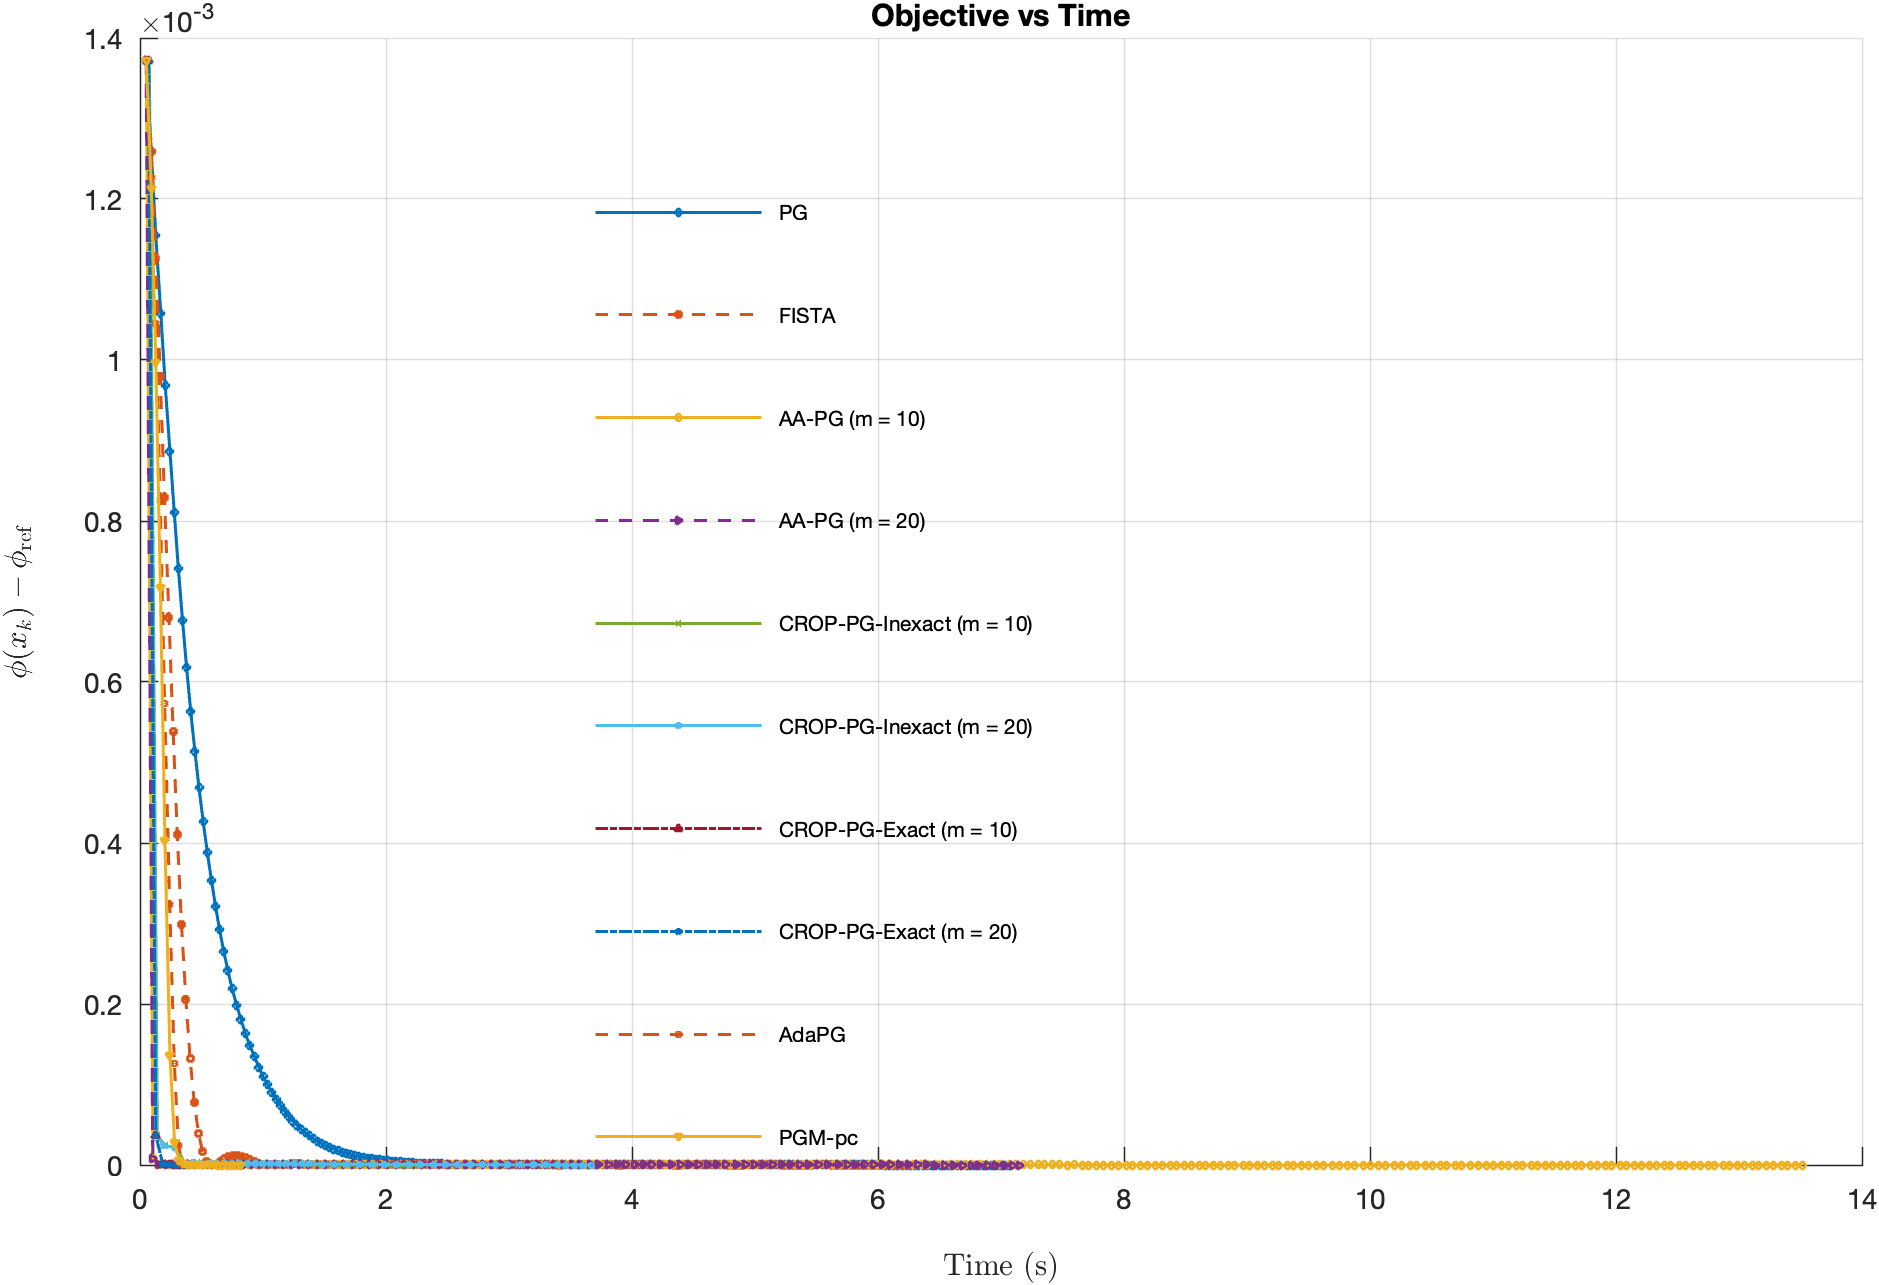 Objective vs Time
×10⁻³
1.4
1.2
1
0.8
0.6
0.4
0.2
0
ϕ(xₖ) − ϕref
PG
FISTA
AA-PG (m = 10)
AA-PG (m = 20)
CROP-PG-Inexact (m = 10)
CROP-PG-Inexact (m = 20)
CROP-PG-Exact (m = 10)
CROP-PG-Exact (m = 20)
AdaPG
PGM-pc
0 2 4 6 8 10 12 14
Time (s)